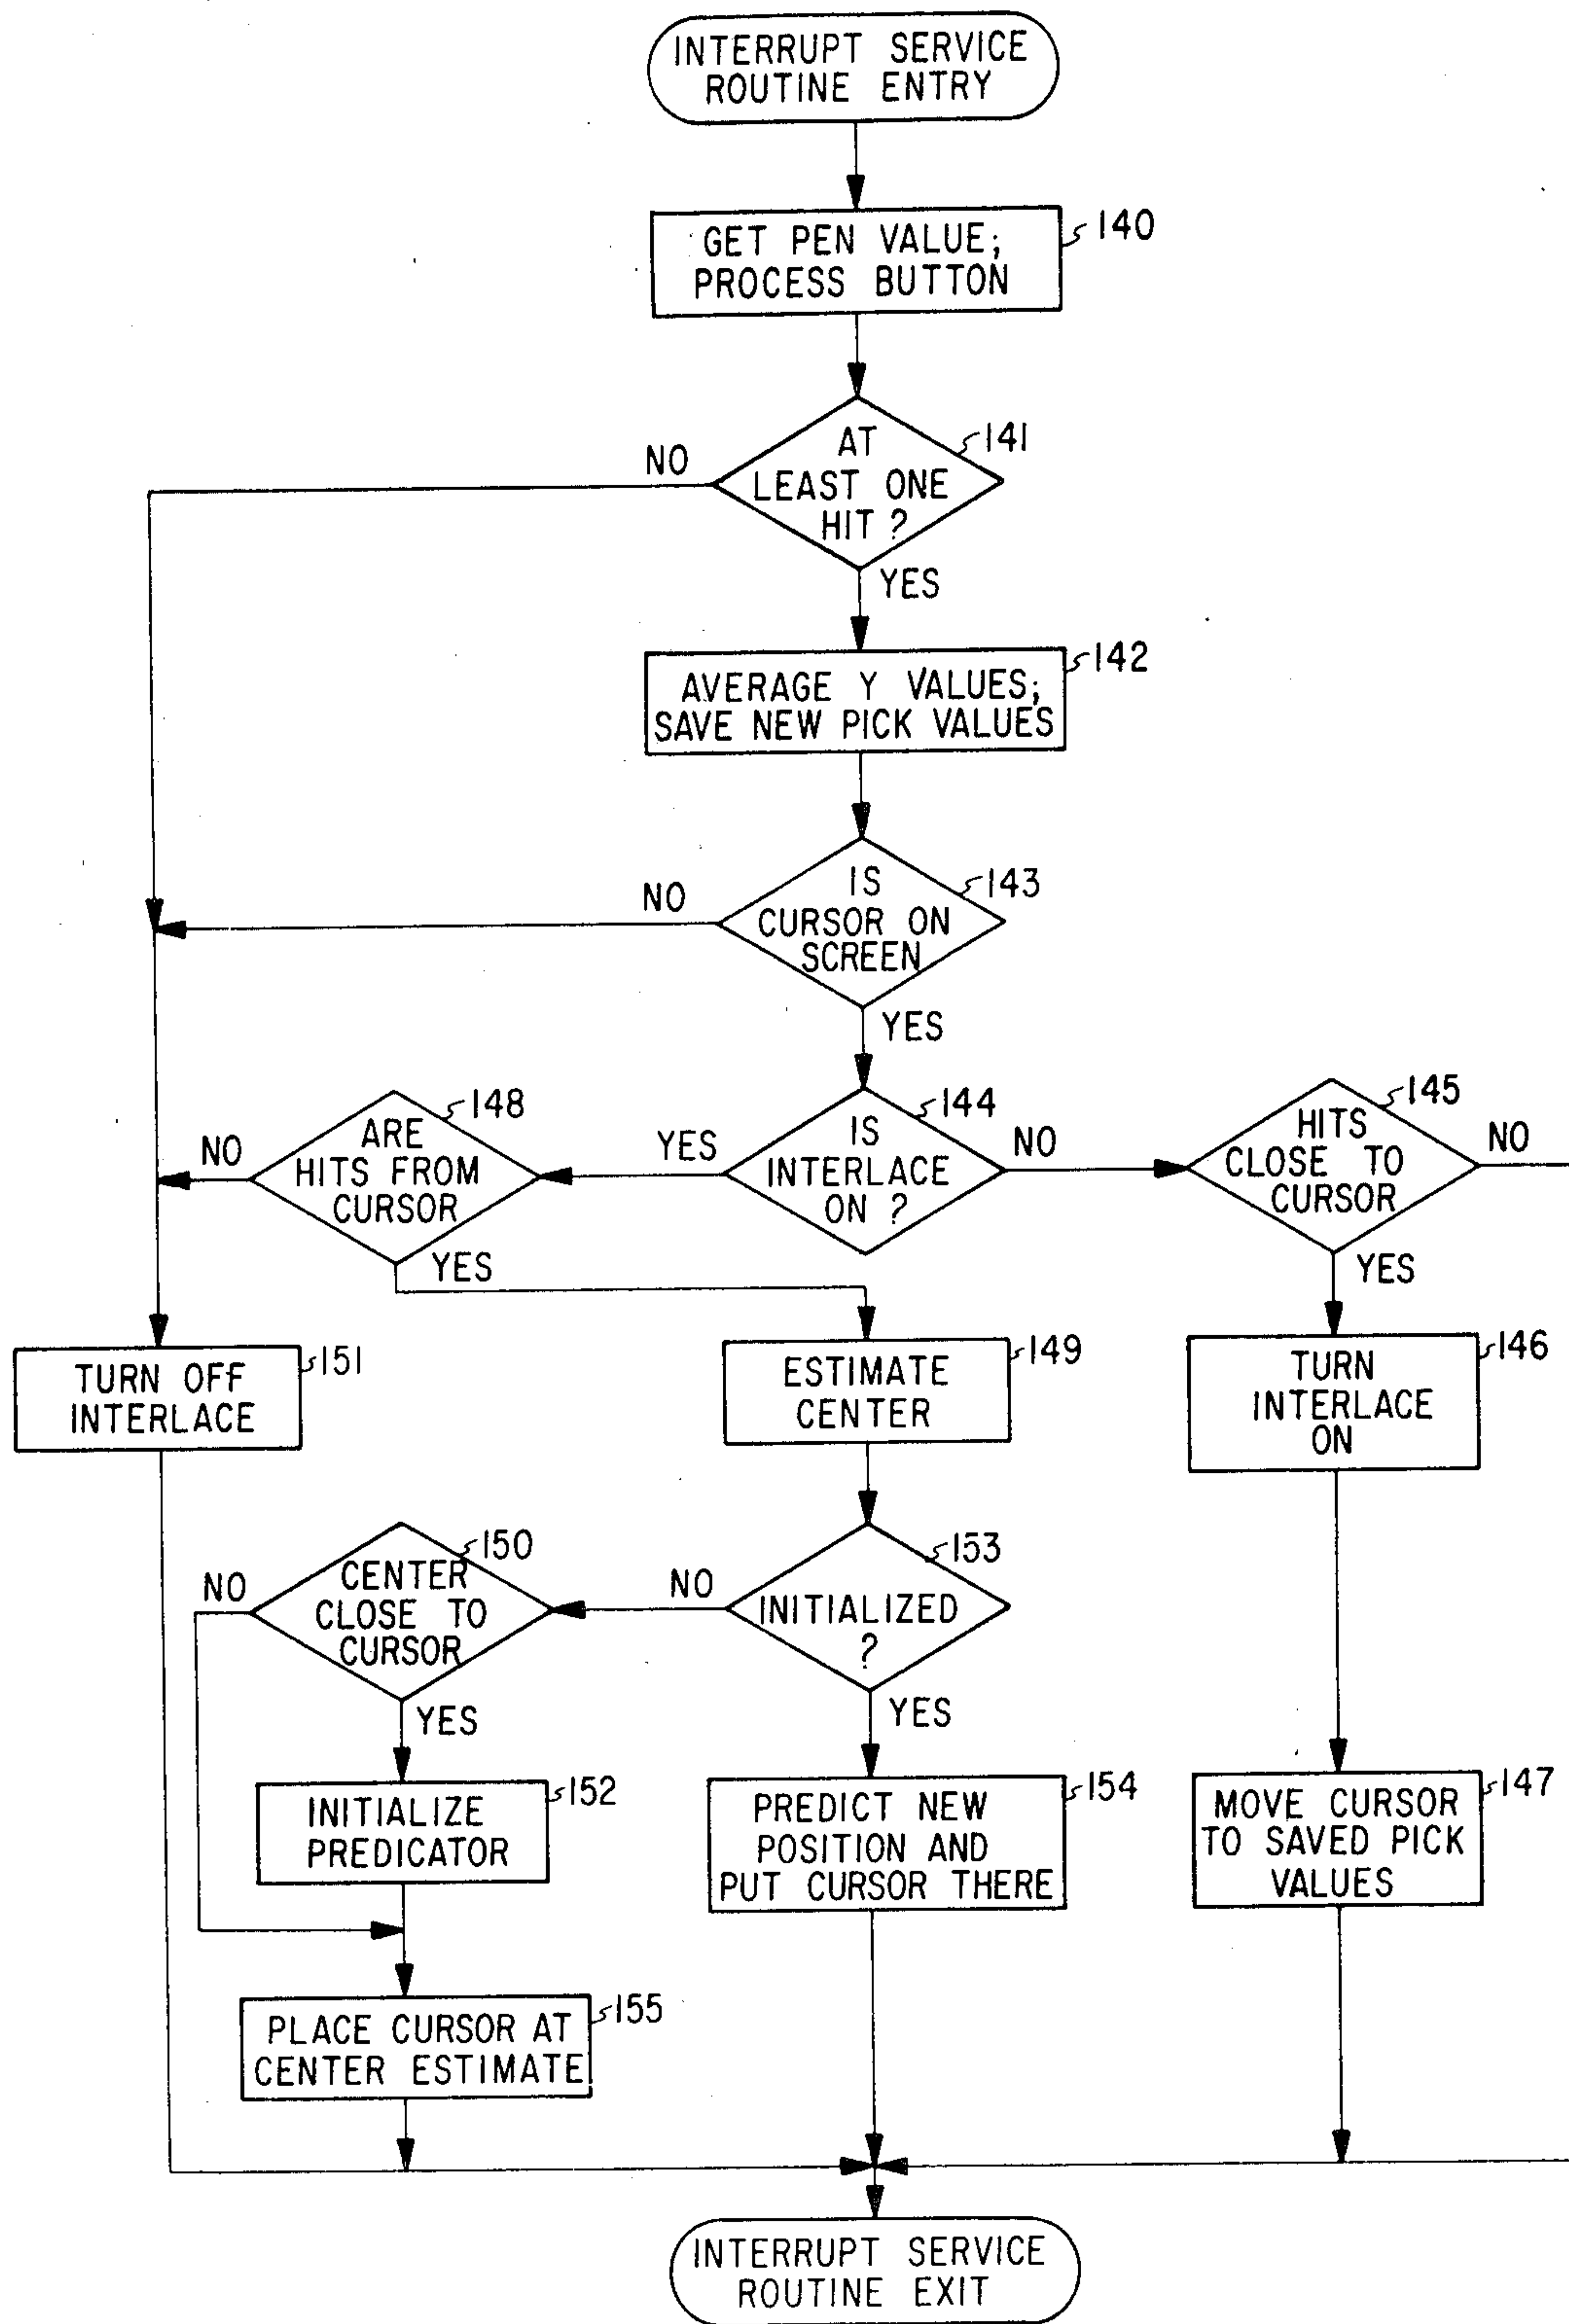 INTERRUPT SERVICE
ROUTINE ENTRY
GET PEN VALUE;
PROCESS BUTTON
140
AT
LEAST ONE
HIT ?
141
NO
YES
AVERAGE Y VALUES;
SAVE NEW PICK VALUES
142
IS
CURSOR ON
SCREEN
143
NO
YES
ARE
HITS FROM
CURSOR
148
NO
YES
IS
INTERLACE
ON ?
144
YES
NO
HITS
CLOSE TO
CURSOR
145
NO
YES
TURN OFF
INTERLACE
151
ESTIMATE
CENTER
149
TURN
INTERLACE
ON
146
CENTER
CLOSE TO
CURSOR
150
NO
YES
INITIALIZED
?
153
NO
YES
INITIALIZE
PREDICATOR
152
PREDICT NEW
POSITION AND
PUT CURSOR THERE
154
MOVE CURSOR
TO SAVED PICK
VALUES
147
PLACE CURSOR AT
CENTER ESTIMATE
155
INTERRUPT SERVICE
ROUTINE EXIT